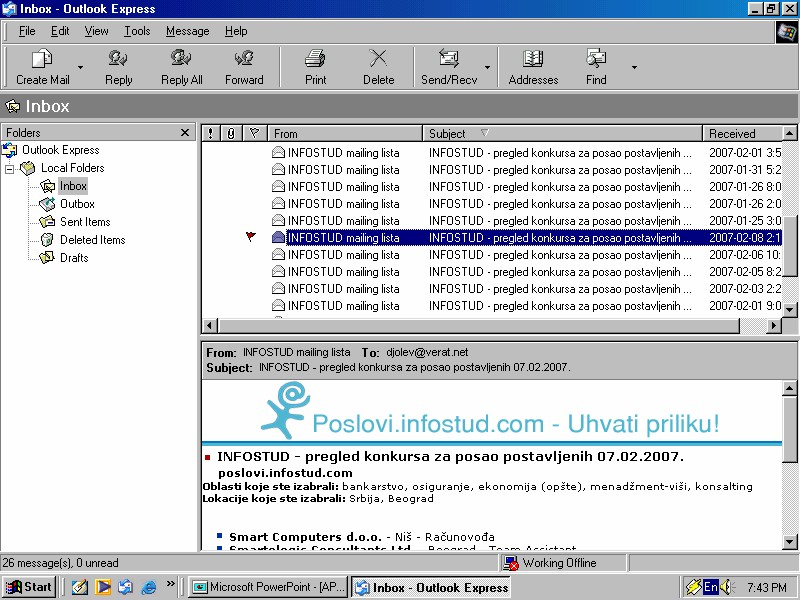 Inbox - Outlook Express
File Edit View Tools Message Help
Create Mail Reply Reply All Forward Print Delete Send/Recv Addresses Find
Inbox
Folders
Outlook Express
Local Folders
Inbox
Outbox
Sent Items
Deleted Items
Drafts
! From Subject Received
INFOSTUD mailing lista INFOSTUD - pregled konkursa za posao postavljenih ... 2007-02-01 3:5
INFOSTUD mailing lista INFOSTUD - pregled konkursa za posao postavljenih ... 2007-01-31 5:2
INFOSTUD mailing lista INFOSTUD - pregled konkursa za posao postavljenih ... 2007-01-26 8:0
INFOSTUD mailing lista INFOSTUD - pregled konkursa za posao postavljenih ... 2007-01-26 2:0
INFOSTUD mailing lista INFOSTUD - pregled konkursa za posao postavljenih ... 2007-01-25 3:0
INFOSTUD mailing lista INFOSTUD - pregled konkursa za posao postavljenih ... 2007-02-08 2:1
INFOSTUD mailing lista INFOSTUD - pregled konkursa za posao postavljenih ... 2007-02-06 10:
INFOSTUD mailing lista INFOSTUD - pregled konkursa za posao postavljenih ... 2007-02-05 8:2
INFOSTUD mailing lista INFOSTUD - pregled konkursa za posao postavljenih ... 2007-02-03 2:2
INFOSTUD mailing lista INFOSTUD - pregled konkursa za posao postavljenih ... 2007-02-01 9:0
From: INFOSTUD mailing lista To: djolev@verat.net
Subject: INFOSTUD - pregled konkursa za posao postavljenih 07.02.2007.
Poslovi.infostud.com - Uhvati priliku!
INFOSTUD - pregled konkursa za posao postavljenih 07.02.2007.
poslovi.infostud.com
Oblasti koje ste izabrali: bankarstvo, osiguranje, ekonomija (opšte), menadžment-viši, konsalting
Lokacije koje ste izabrali: Srbija, Beograd
Smart Computers d.o.o. - Niš - Računovođa
Smartlogic Consultants Ltd. - Beograd - Team Assistant
26 message(s), 0 unread Working Offline
Start Microsoft PowerPoint - [AP... Inbox - Outlook Express En 7:43 PM